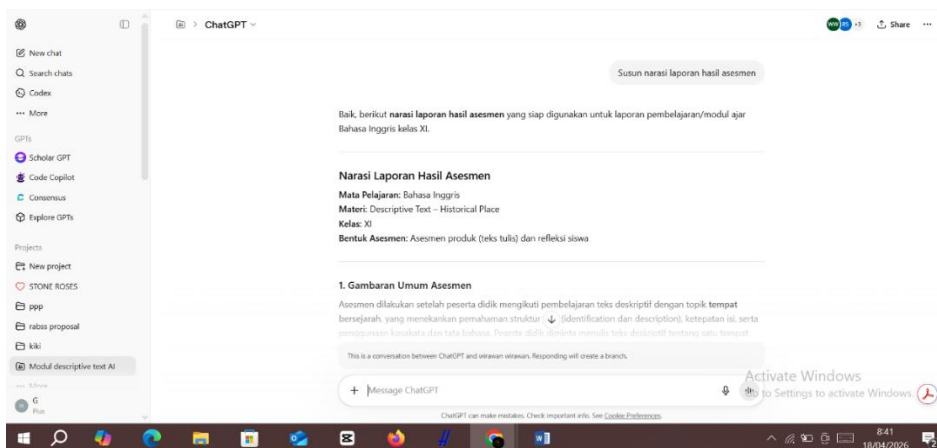 ChatGPT
WW RS +3
Share
New chat
Search chats
Codex
More
GPTs
Scholar GPT
Code Copilot
Consensus
Explore GPTs
Projects
New project
STONE ROSES
ppp
rabss proposal
kiki
Modul descriptive text AI
More
G
Plus
Susun narasi laporan hasil asesmen
Baik, berikut narasi laporan hasil asesmen yang siap digunakan untuk laporan pembelajaran/modul ajar
Bahasa Inggris kelas XI.
Narasi Laporan Hasil Asesmen
Mata Pelajaran: Bahasa Inggris
Materi: Descriptive Text – Historical Place
Kelas: XI
Bentuk Asesmen: Asesmen produk (teks tulis) dan refleksi siswa
1. Gambaran Umum Asesmen
Asesmen dilakukan setelah peserta didik mengikuti pembelajaran teks deskriptif dengan topik tempat
bersejarah, yang menekankan pemahaman struktur (identification dan description), ketepatan isi, serta
penggunaan kosakata dan tata bahasa. Peserta didik diminta menulis teks deskriptif tentang satu tempat
This is a conversation between ChatGPT and wirawan wirawan. Responding will create a branch.
Message ChatGPT
ChatGPT can make mistakes. Check important info. See Cookie Preferences.
Activate Windows
to Settings to activate Windows.
8:41
18/04/2026